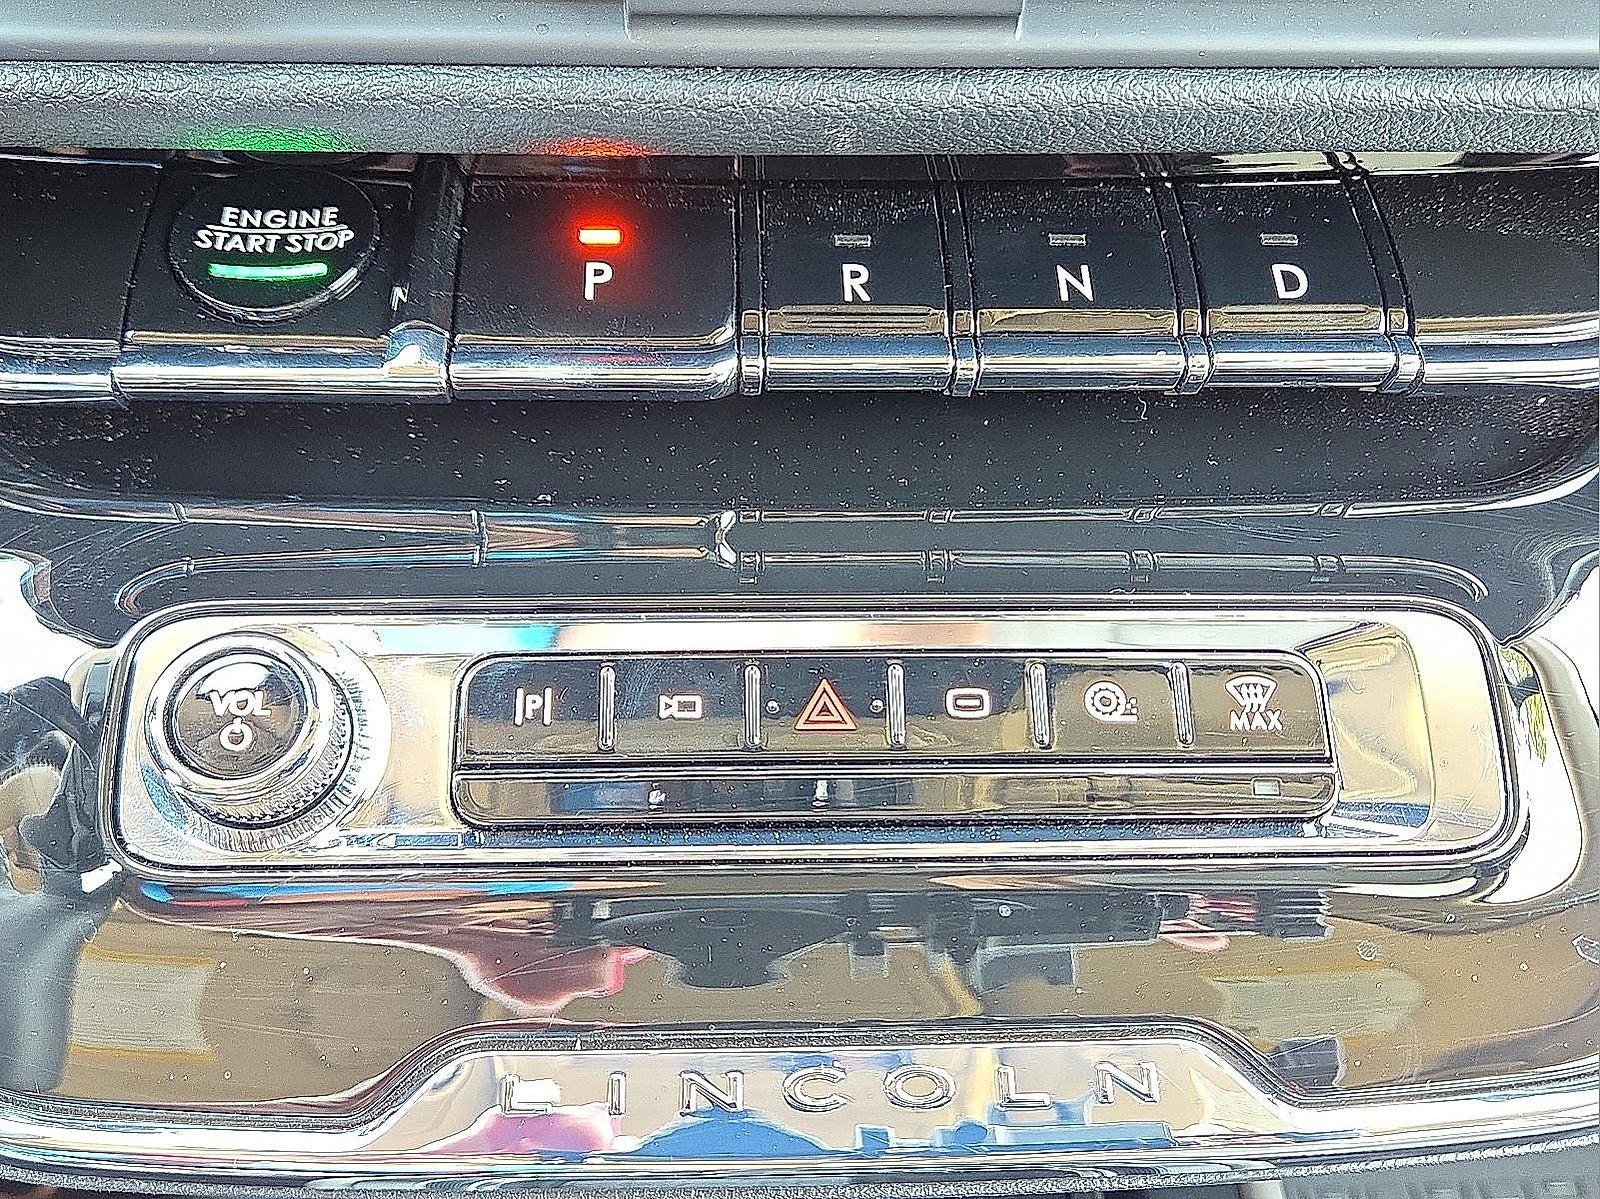 ENGINE
START STOP
P
R
N
D
VOL
P
MAX
LINCOLN